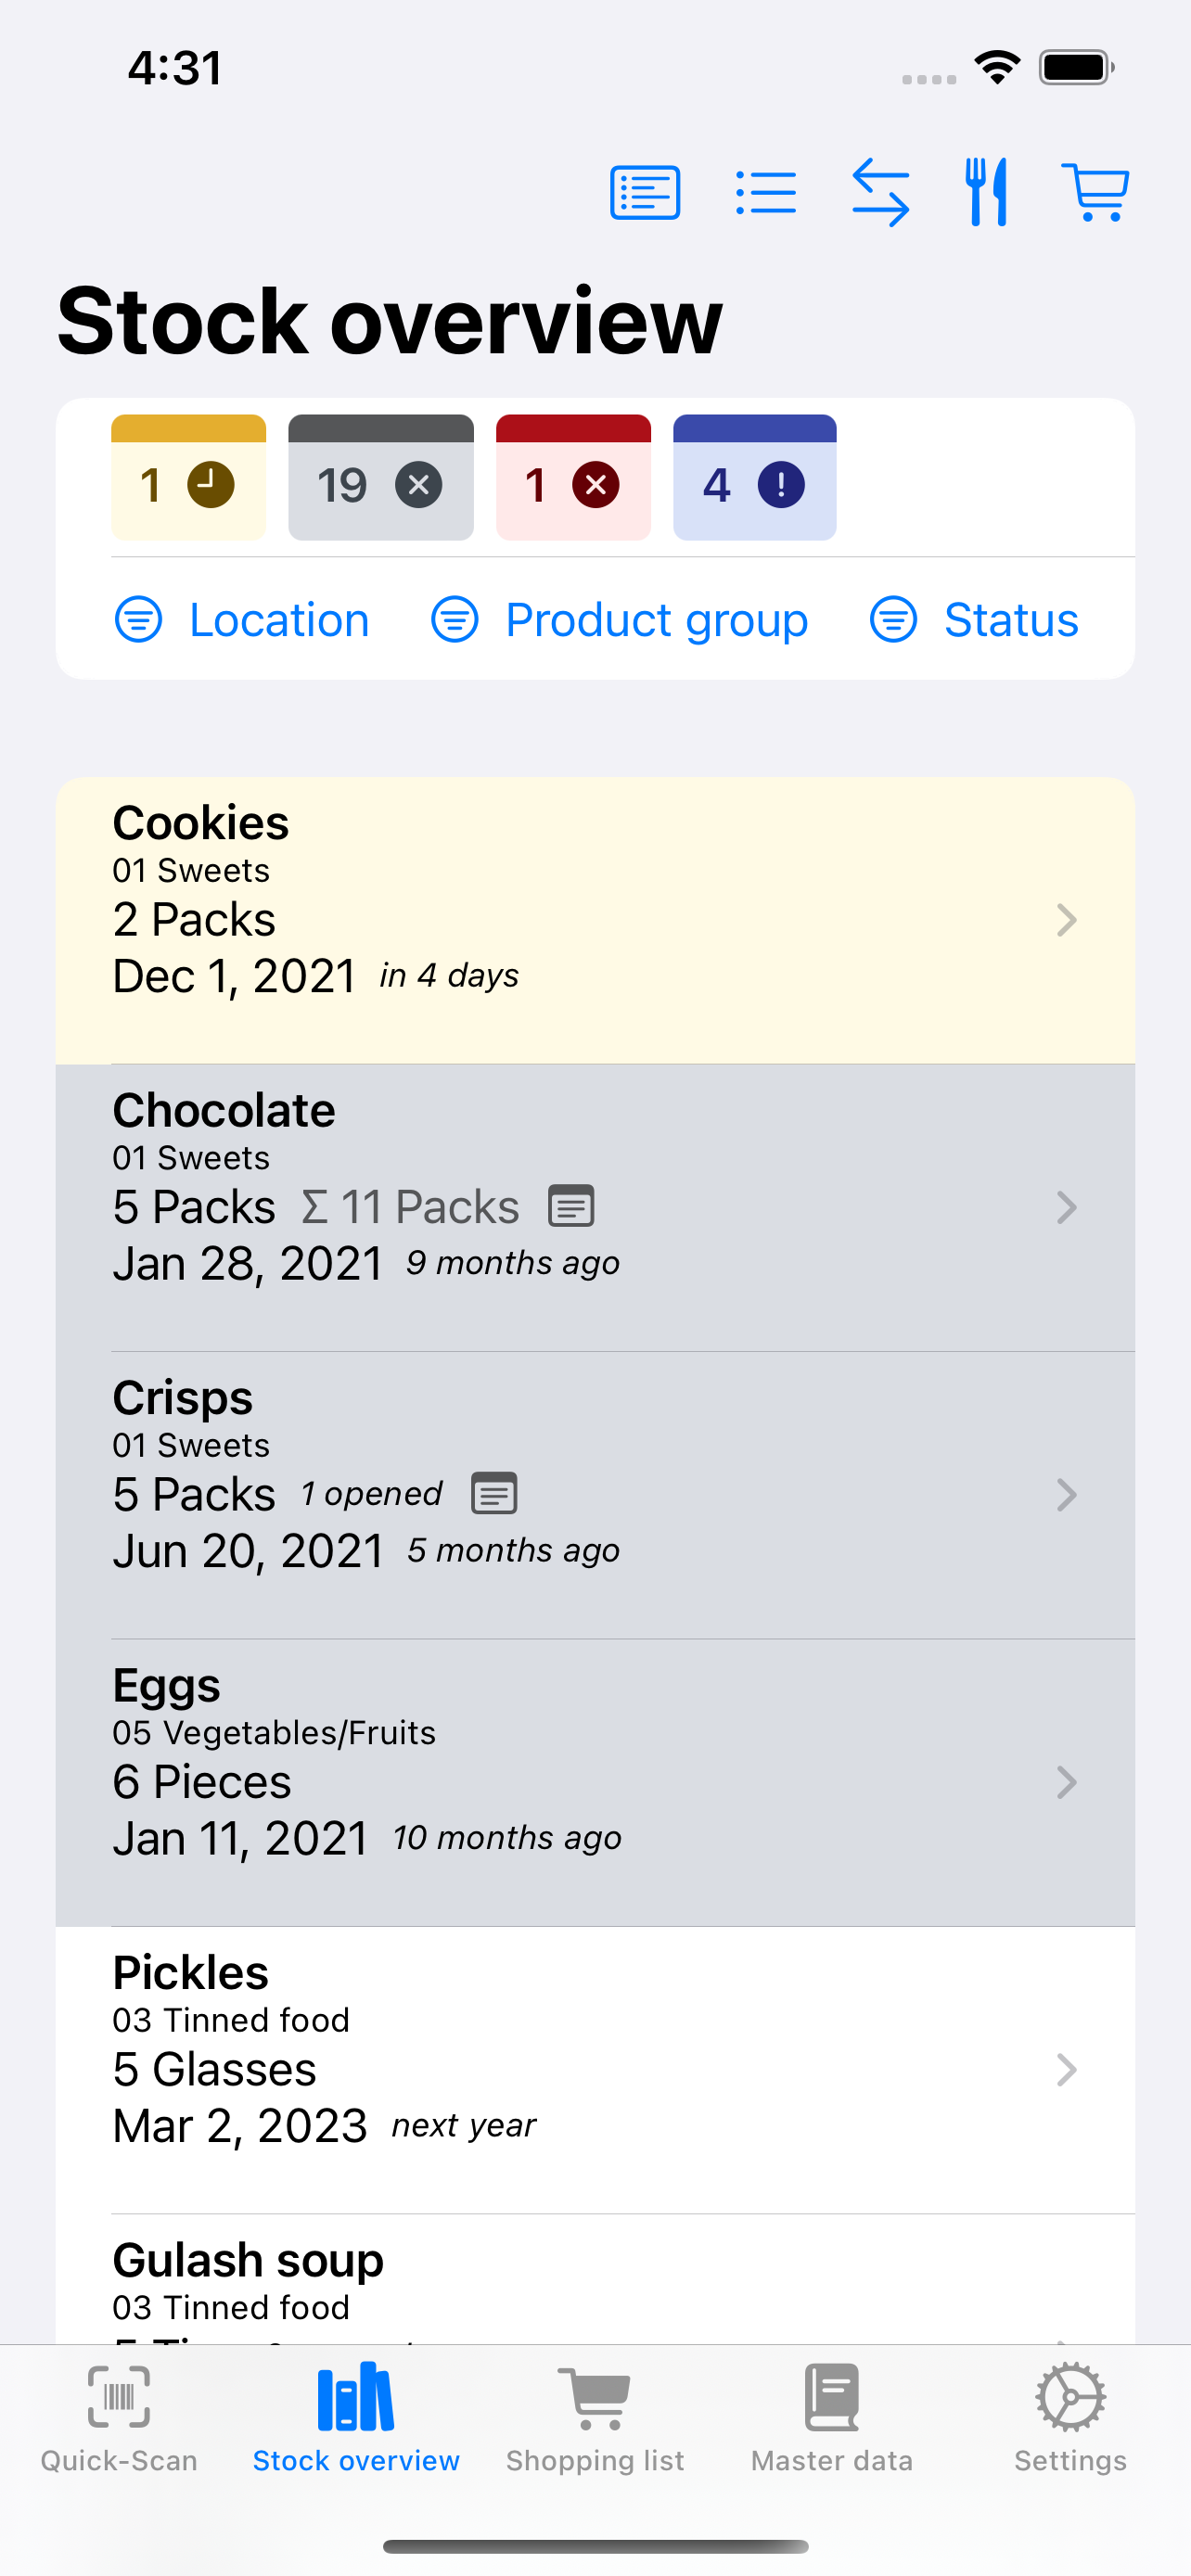 4:31
Stock overview
1 19 1 4
Location Product group Status
Cookies
01 Sweets
2 Packs
Dec 1, 2021 in 4 days
Chocolate
01 Sweets
5 Packs Σ 11 Packs
Jan 28, 2021 9 months ago
Crisps
01 Sweets
5 Packs 1 opened
Jun 20, 2021 5 months ago
Eggs
05 Vegetables/Fruits
6 Pieces
Jan 11, 2021 10 months ago
Pickles
03 Tinned food
5 Glasses
Mar 2, 2023 next year
Gulash soup
03 Tinned food
Quick-Scan Stock overview Shopping list Master data Settings